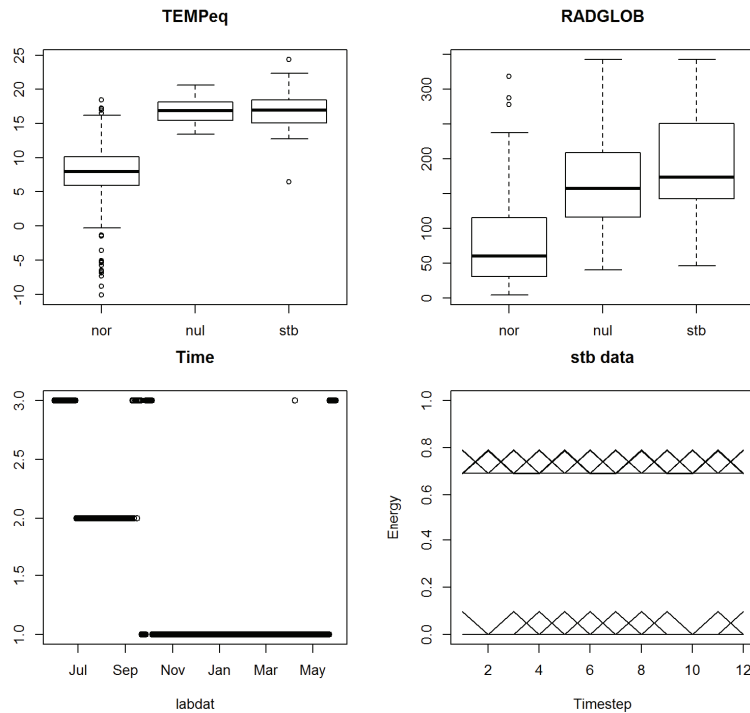 TEMPeq
25
20
15
10
5
0
-5
-10
nor nul stb
RADGLOB
300
200
100
50
0
nor nul stb
Time
3.0
2.5
2.0
1.5
1.0
Jul Sep Nov Jan Mar May
labdat
stb data
Energy
1.0
0.8
0.6
0.4
0.2
0.0
2 4 6 8 10 12
Timestep